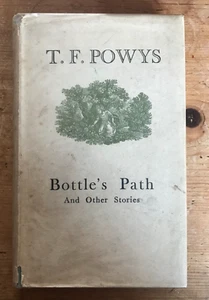 T. F. POWYS
Bottle's Path
And Other Stories